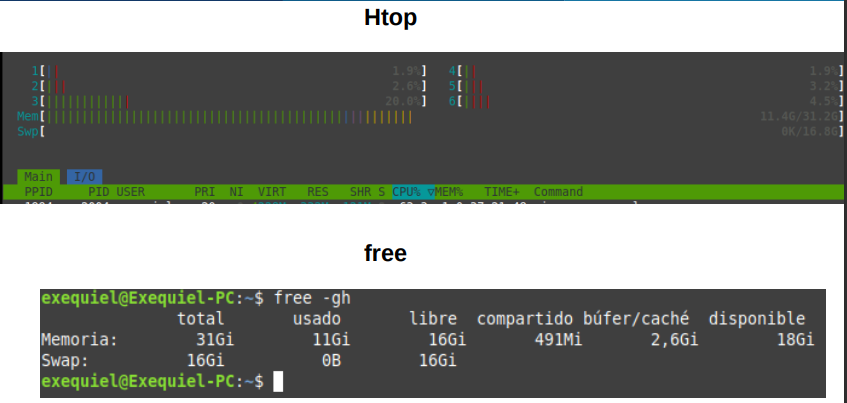 Htop
1[ 1.9%] 4[ 1.9%]
2[ 2.6%] 5[ 3.2%]
3[ 20.0%] 6[ 4.5%]
Mem[ 11.4G/31.2G]
Swp[ 0K/16.8G]
Main I/O
PPID PID USER PRI NI VIRT RES SHR S CPU% ▽MEM% TIME+ Command
free
exequiel@Exequiel-PC:~$ free -gh
total usado libre compartido búfer/caché disponible
Memoria: 31Gi 11Gi 16Gi 491Mi 2,6Gi 18Gi
Swap: 16Gi 0B 16Gi
exequiel@Exequiel-PC:~$